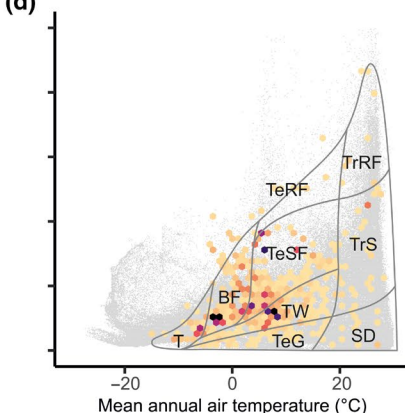 (d)
TrRF
TeRF
TrS
TeSF
BF
TW
T
TeG
SD
−20 0 20
Mean annual air temperature (°C)